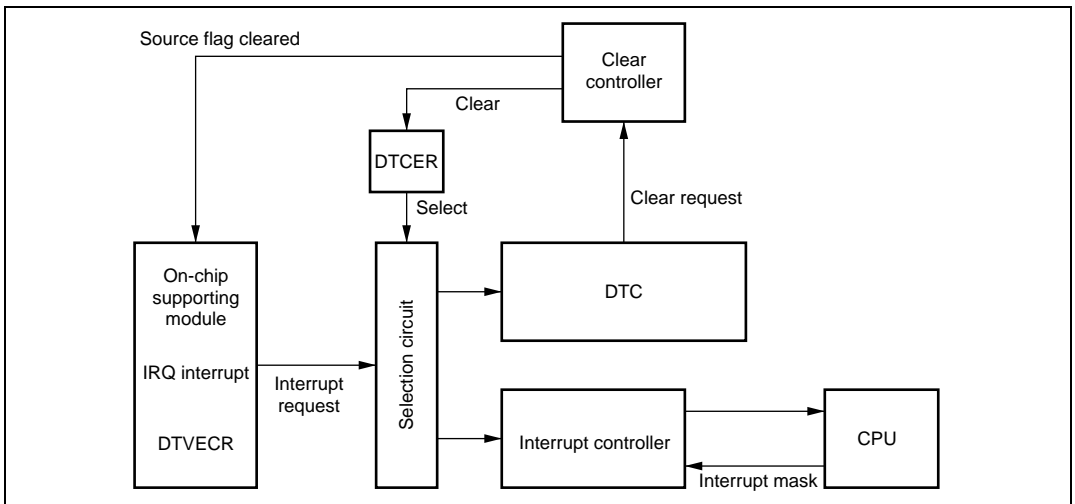 Source flag cleared
Clear
controller
Clear
DTCER
Clear request
Select
On-chip
supporting
module
DTC
Selection circuit
IRQ interrupt
Interrupt
request
DTVECR
Interrupt controller
CPU
Interrupt mask